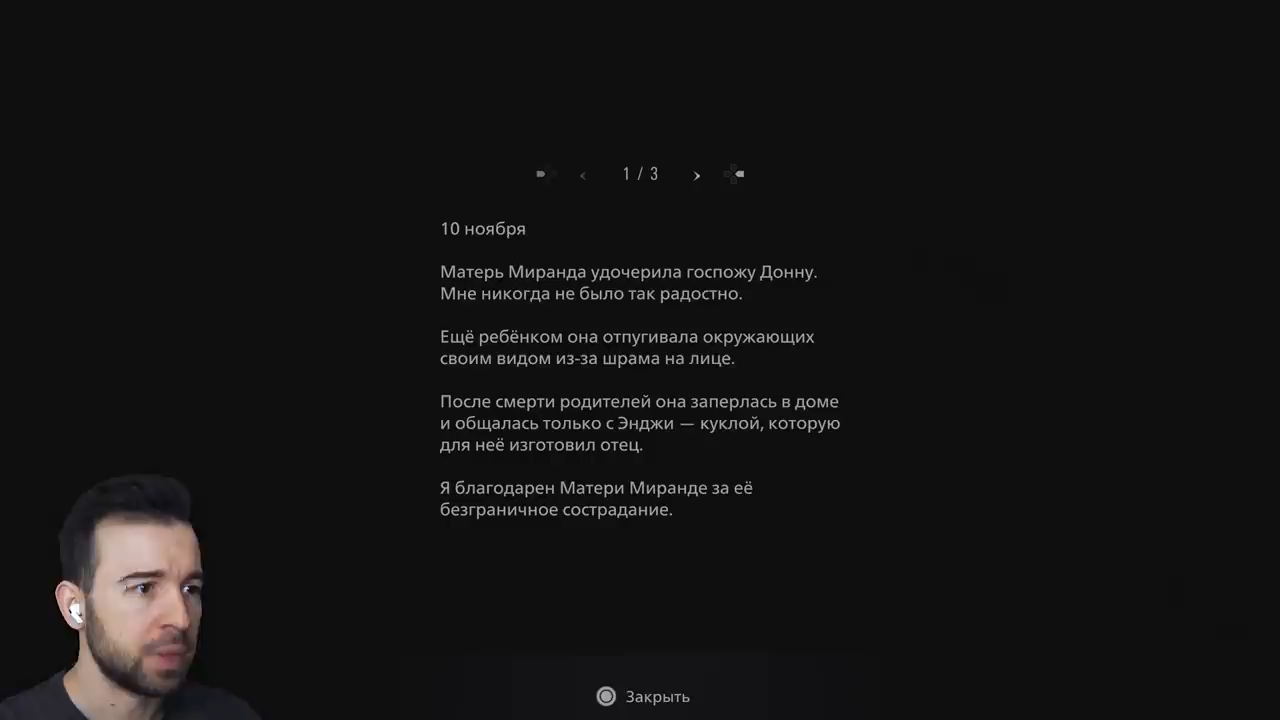 1 / 3
10 ноября
Матерь Миранда удочерила госпожу Донну.
Мне никогда не было так радостно.
Ещё ребёнком она отпугивала окружающих
своим видом из-за шрама на лице.
После смерти родителей она заперлась в доме
и общалась только с Энджи — куклой, которую
для неё изготовил отец.
Я благодарен Матери Миранде за её
безграничное сострадание.
Закрыть